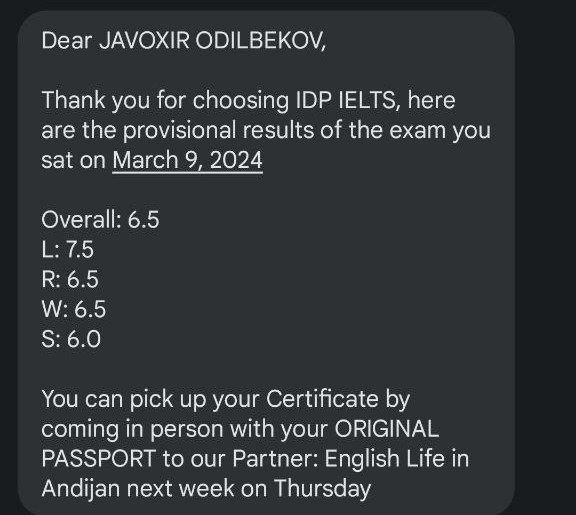 Dear JAVOXIR ODILBEKOV,
Thank you for choosing IDP IELTS, here
are the provisional results of the exam you
sat on March 9, 2024
Overall: 6.5
L: 7.5
R: 6.5
W: 6.5
S: 6.0
You can pick up your Certificate by
coming in person with your ORIGINAL
PASSPORT to our Partner: English Life in
Andijan next week on Thursday